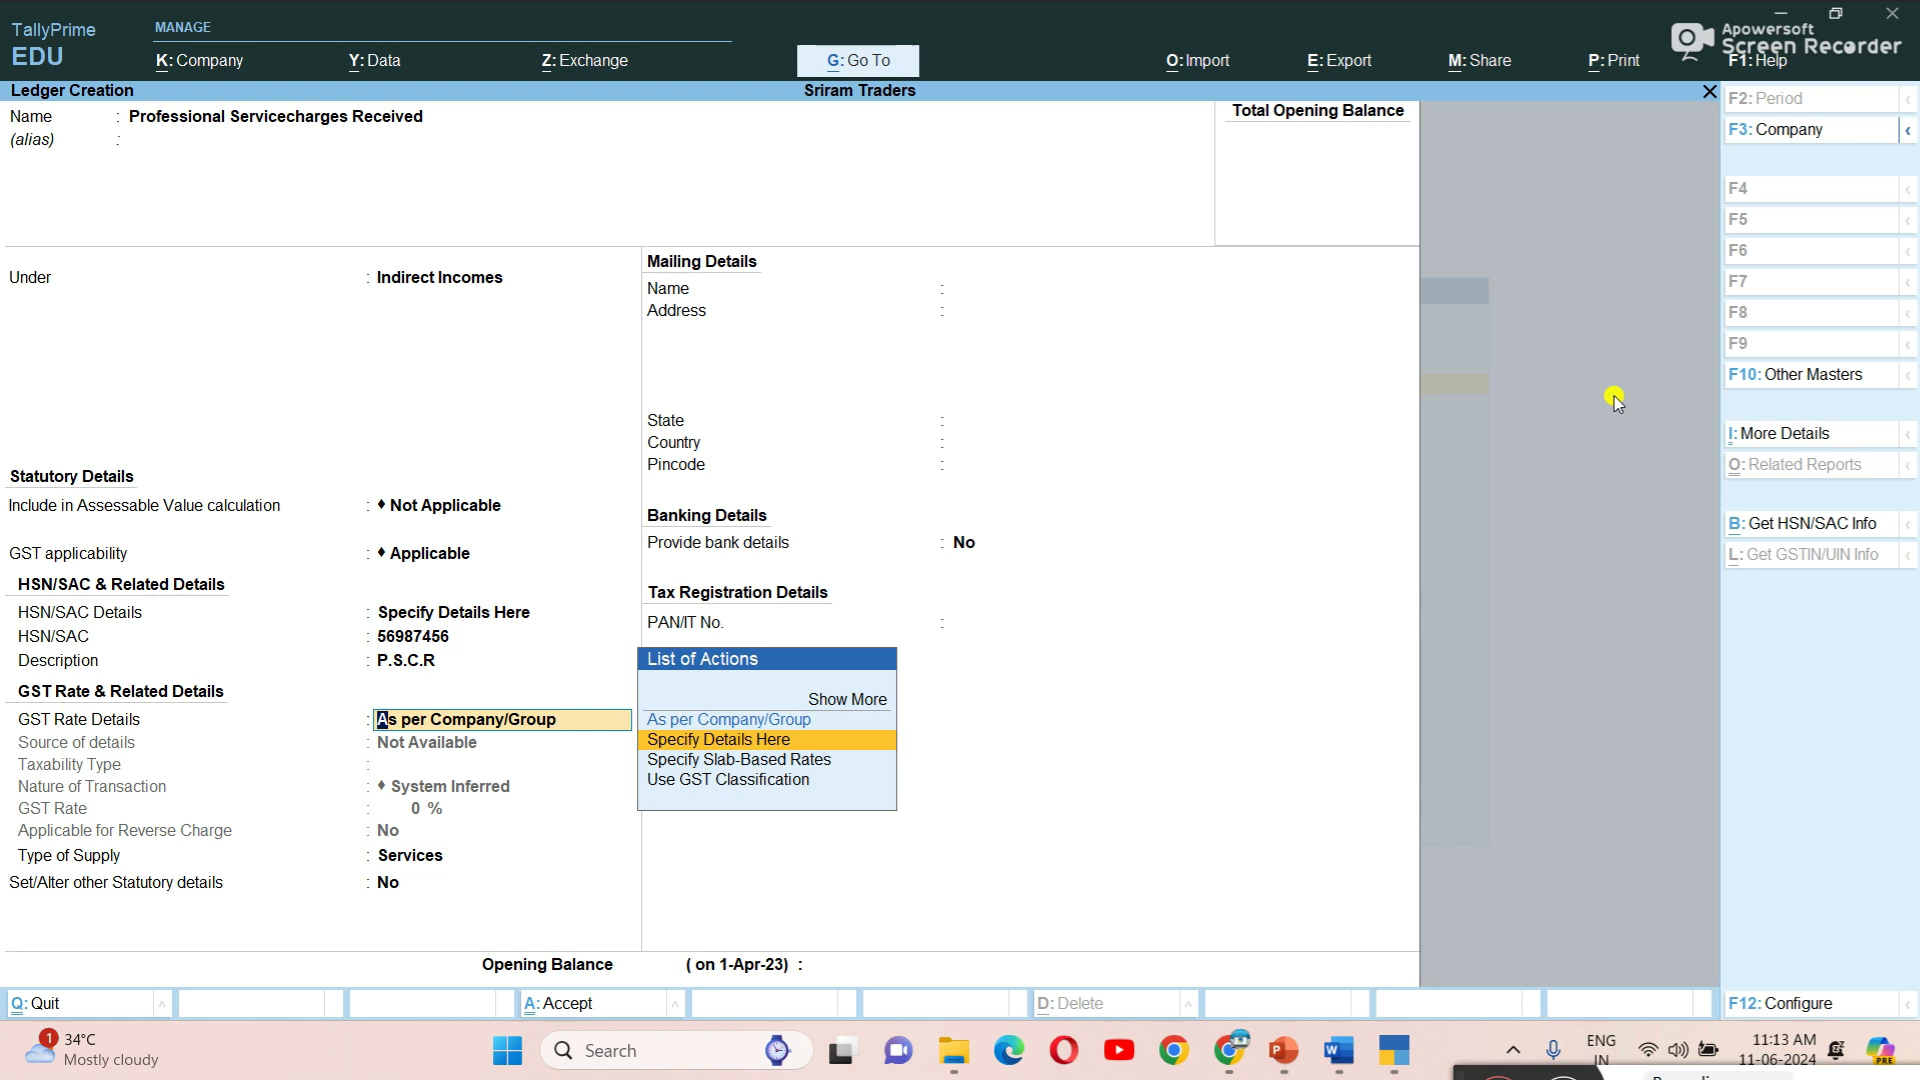 TallyPrime
EDU
MANAGE
K: Company
Y: Data
Z: Exchange
G: Go To
O: Import
E: Export
M: Share
P: Print
F1: Help
Apowersoft
Screen Recorder
Ledger Creation
Sriram Traders
Name : Professional Servicecharges Received
(alias) :
Total Opening Balance
Under : Indirect Incomes
Statutory Details
Include in Assessable Value calculation : ♦ Not Applicable
GST applicability : ♦ Applicable
HSN/SAC & Related Details
HSN/SAC Details : Specify Details Here
HSN/SAC : 56987456
Description : P.S.C.R
GST Rate & Related Details
GST Rate Details : As per Company/Group
Source of details : Not Available
Taxability Type :
Nature of Transaction : ♦ System Inferred
GST Rate : 0 %
Applicable for Reverse Charge : No
Type of Supply : Services
Set/Alter other Statutory details : No
Mailing Details
Name :
Address :
State :
Country :
Pincode :
Banking Details
Provide bank details : No
Tax Registration Details
PAN/IT No. :
List of Actions
Show More
As per Company/Group
Specify Details Here
Specify Slab-Based Rates
Use GST Classification
Opening Balance ( on 1-Apr-23) :
F2: Period
F3: Company
F4
F5
F6
F7
F8
F9
F10: Other Masters
I: More Details
O: Related Reports
B: Get HSN/SAC Info
L: Get GSTIN/UIN Info
F12: Configure
Q: Quit
A: Accept
D: Delete
1
34°C
Mostly cloudy
Search
ENG
IN
11:13 AM
11-06-2024
PRE